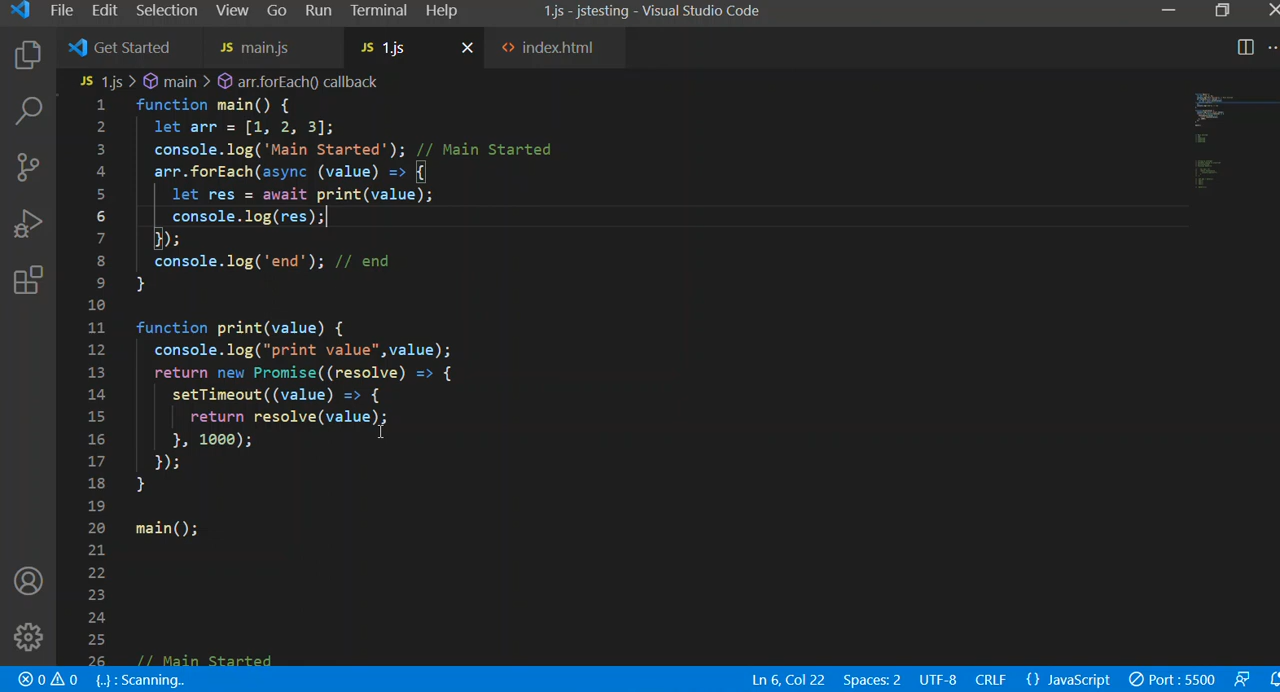 File Edit Selection View Go Run Terminal Help 1.js - jstesting - Visual Studio Code
Get Started JS main.js JS 1.js index.html
JS 1.js > main > arr.forEach() callback
1 function main() {
2 let arr = [1, 2, 3];
3 console.log('Main Started'); // Main Started
4 arr.forEach(async (value) => {
5 let res = await print(value);
6 console.log(res);
7 });
8 console.log('end'); // end
9 }
10
11 function print(value) {
12 console.log("print value",value);
13 return new Promise((resolve) => {
14 setTimeout((value) => {
15 return resolve(value);
16 }, 1000);
17 });
18 }
19
20 main();
21
22
23
24
25
26 // Main Started
0 0 {..} : Scanning.. Ln 6, Col 22 Spaces: 2 UTF-8 CRLF {} JavaScript Port : 5500